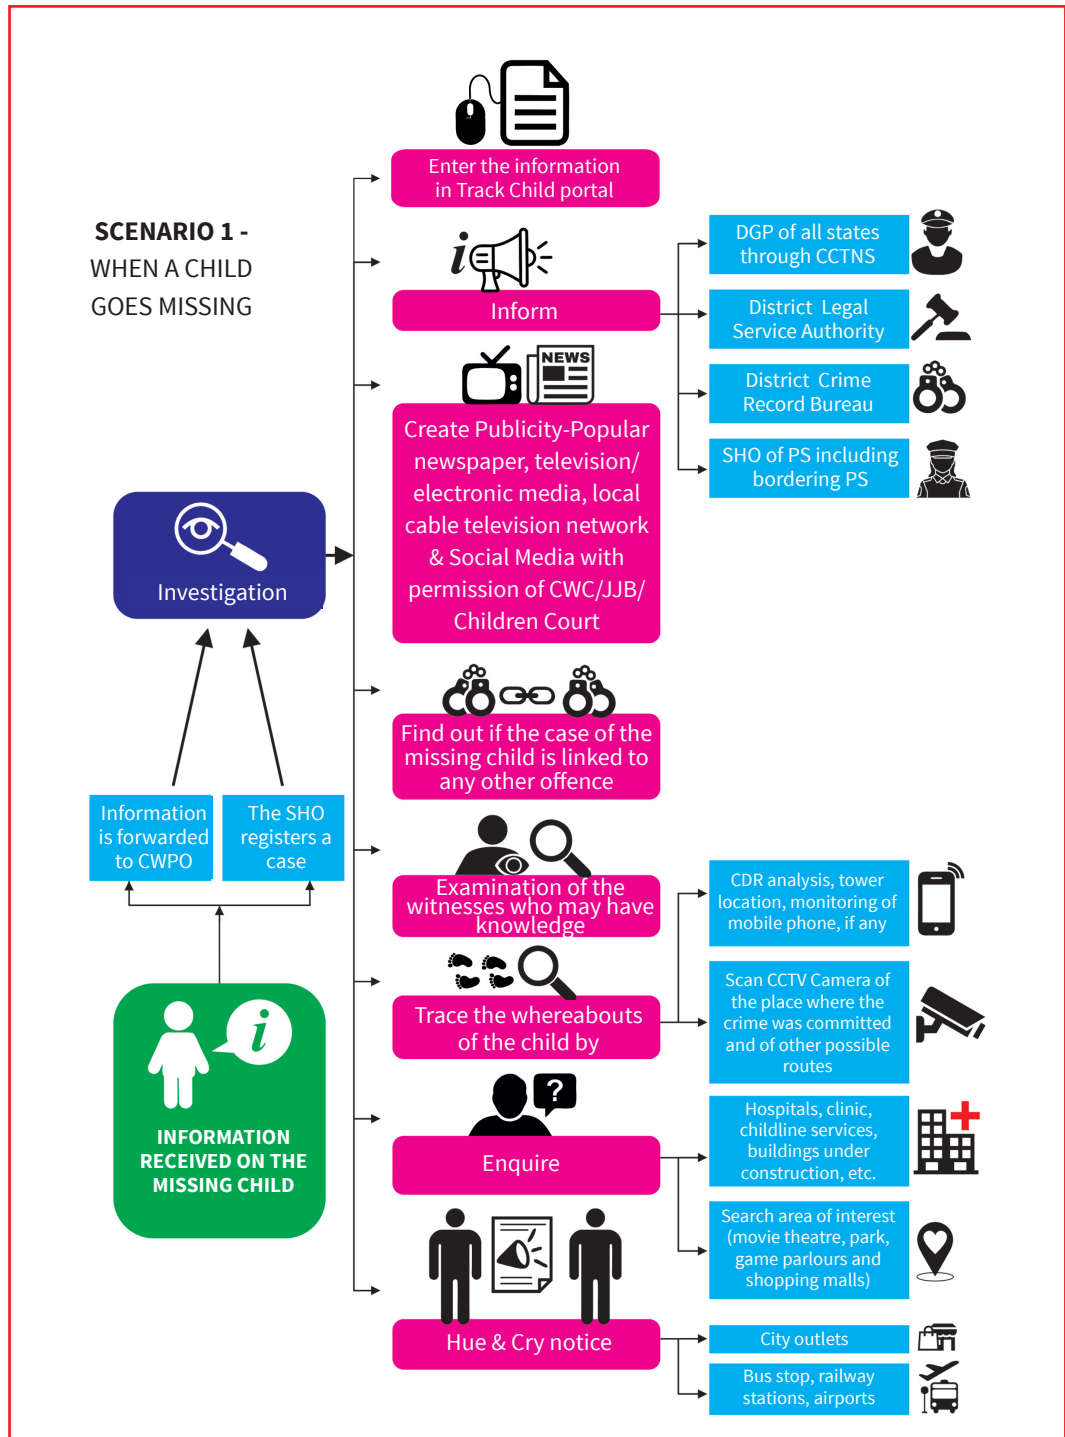 SCENARIO 1 -
WHEN A CHILD
GOES MISSING
Enter the information
in Track Child portal
i
Inform
DGP of all states
through CCTNS
District Legal
Service Authority
District Crime
Record Bureau
SHO of PS including
bordering PS
NEWS
Create Publicity-Popular
newspaper, television/
electronic media, local
cable television network
& Social Media with
permission of CWC/JJB/
Children Court
Investigation
Find out if the case of the
missing child is linked to
any other offence
Information
is forwarded
to CWPO
The SHO
registers a
case
Examination of the
witnesses who may have
knowledge
Trace the whereabouts
of the child by
CDR analysis, tower
location, monitoring of
mobile phone, if any
Scan CCTV Camera of
the place where the
crime was committed
and of other possible
routes
i
INFORMATION
RECEIVED ON THE
MISSING CHILD
?
Enquire
Hospitals, clinic,
childline services,
buildings under
construction, etc.
Search area of interest
(movie theatre, park,
game parlours and
shopping malls)
Hue & Cry notice
City outlets
Bus stop, railway
stations, airports